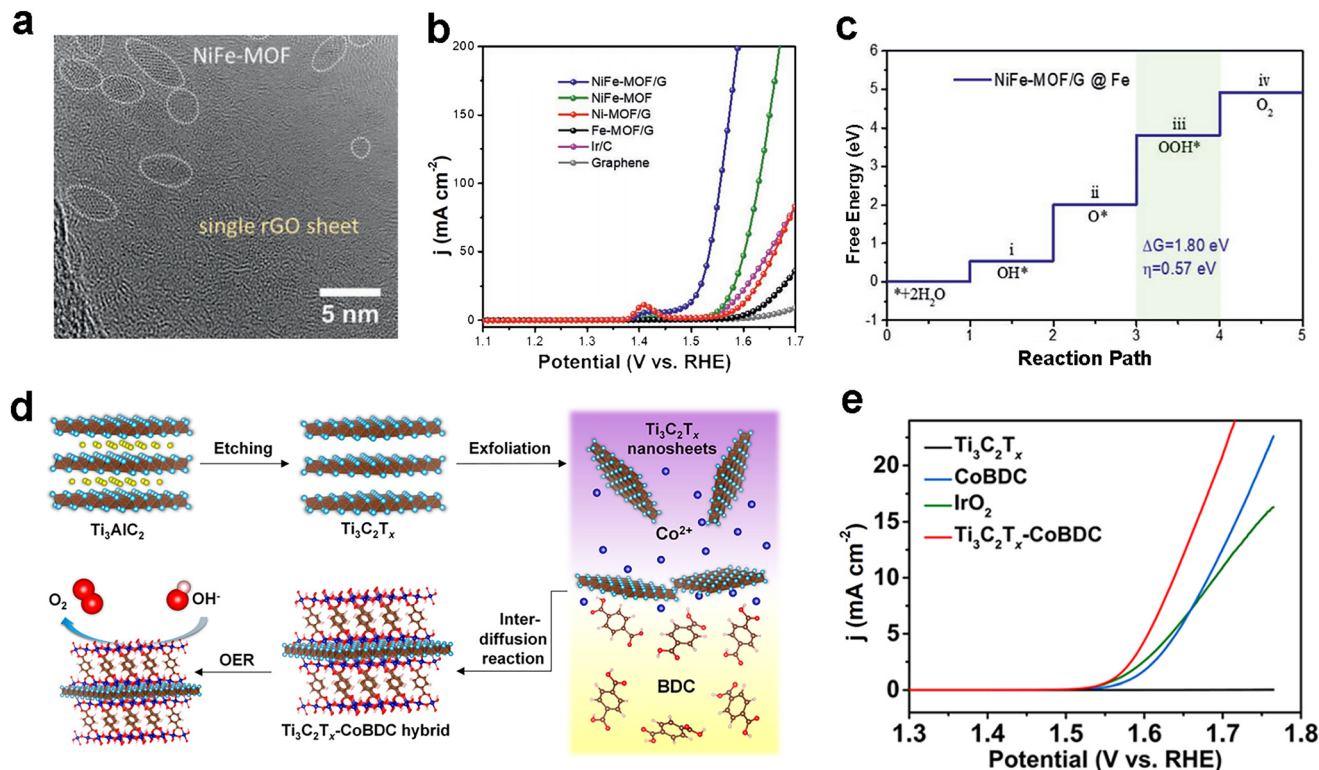 a
NiFe-MOF
single rGO sheet
5 nm
b
200
150
100
50
0
j (mA cm⁻²)
NiFe-MOF/G
NiFe-MOF
Ni-MOF/G
Fe-MOF/G
Ir/C
Graphene
1.1 1.2 1.3 1.4 1.5 1.6 1.7
Potential (V vs. RHE)
c
6
5
4
3
2
1
0
-1
Free Energy (eV)
NiFe-MOF/G @ Fe
iv
O₂
iii
OOH*
ii
O*
i
OH*
*+2H₂O
ΔG=1.80 eV
η=0.57 eV
0 1 2 3 4 5
Reaction Path
d
Ti₃AlC₂
Etching
Ti₃C₂Tₓ
Exfoliation
Ti₃C₂Tₓ
nanosheets
Co²⁺
BDC
Inter-
diffusion
reaction
Ti₃C₂Tₓ-CoBDC hybrid
OER
O₂
OH⁻
e
20
15
10
5
0
j (mA cm⁻²)
Ti₃C₂Tₓ
CoBDC
IrO₂
Ti₃C₂Tₓ-CoBDC
1.3 1.4 1.5 1.6 1.7 1.8
Potential (V vs. RHE)